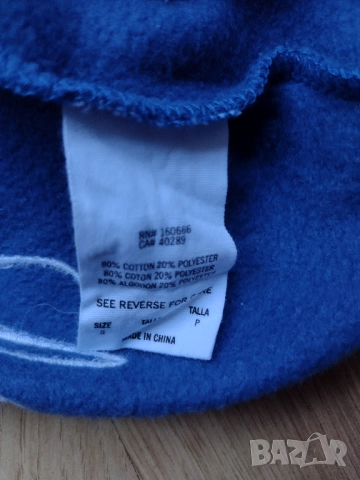 RN# 160666
CA# 40289
80% COTTON 20% POLYESTER
80% COTON 20% POLYESTER
80% ALGODON 20% POLYESTER
SEE REVERSE FOR CARE
SIZE TALLE TALLA
S P
MADE IN CHINA
BAZAR